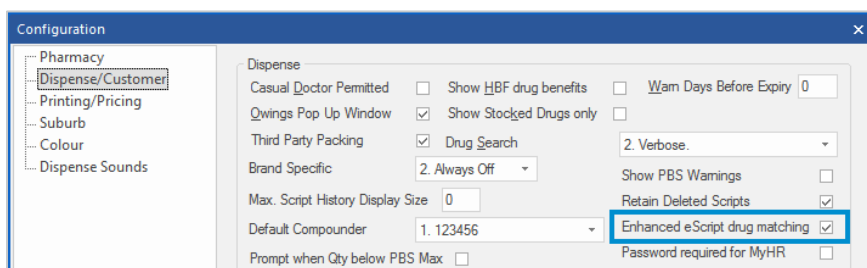 Configuration
Pharmacy
Dispense/Customer
Printing/Pricing
Suburb
Colour
Dispense Sounds
Dispense
Casual Doctor Permitted Show HBF drug benefits Warn Days Before Expiry 0
Owings Pop Up Window Show Stocked Drugs only
Third Party Packing Drug Search 2. Verbose.
Brand Specific 2. Always Off Show PBS Warnings
Max. Script History Display Size 0 Retain Deleted Scripts
Default Compounder 1. 123456 Enhanced eScript drug matching
Prompt when Qty below PBS Max Password required for MyHR